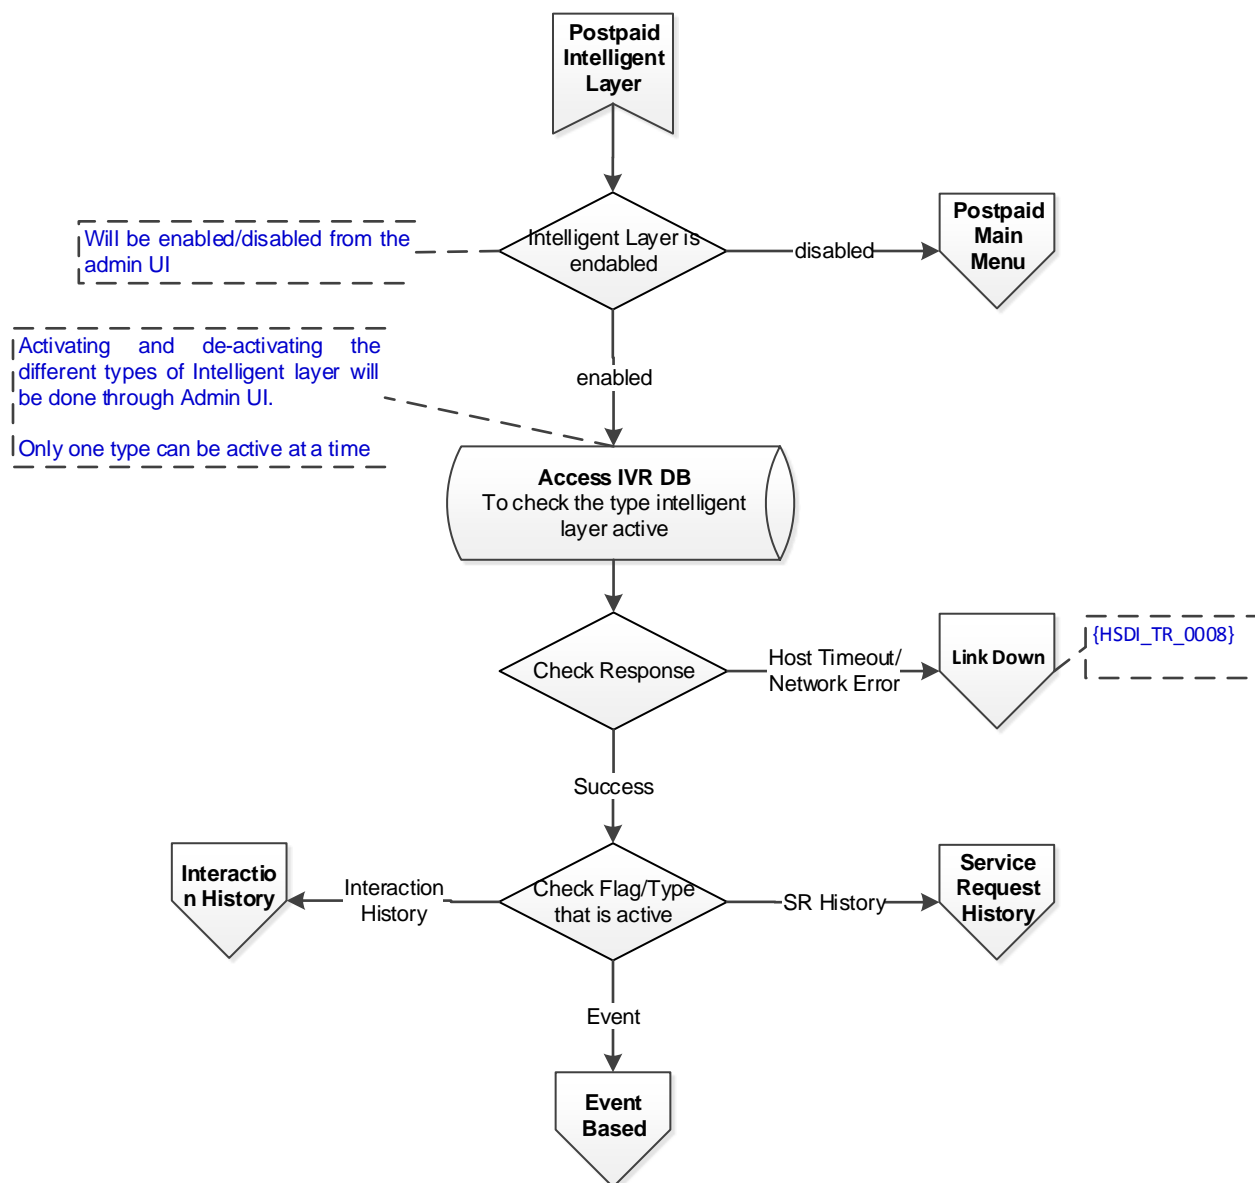 Postpaid
Intelligent
Layer
Will be enabled/disabled from the
admin UI
Intelligent Layer is
endabled
disabled
Postpaid
Main
Menu
Activating and de-activating the
different types of Intelligent layer will
be done through Admin UI.
Only one type can be active at a time
enabled
Access IVR DB
To check the type intelligent
layer active
Check Response
Host Timeout/
Network Error
Link Down
{HSDI_TR_0008}
Success
Interactio
n History
Interaction
History
Check Flag/Type
that is active
SR History
Service
Request
History
Event
Event
Based